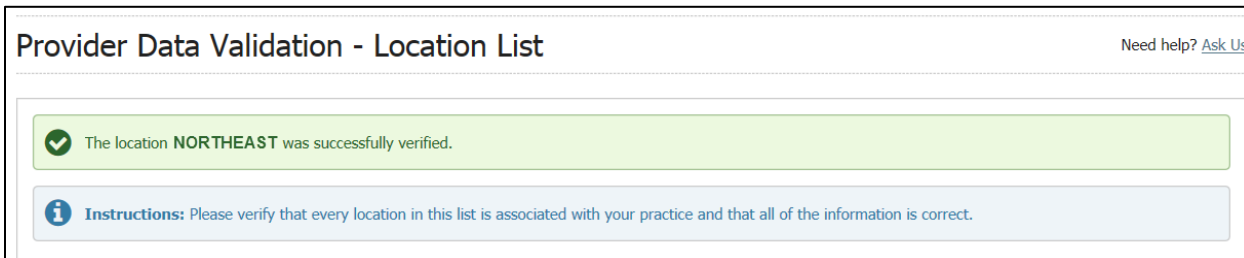 Provider Data Validation - Location List
Need help? Ask Us
The location NORTHEAST was successfully verified.
Instructions: Please verify that every location in this list is associated with your practice and that all of the information is correct.